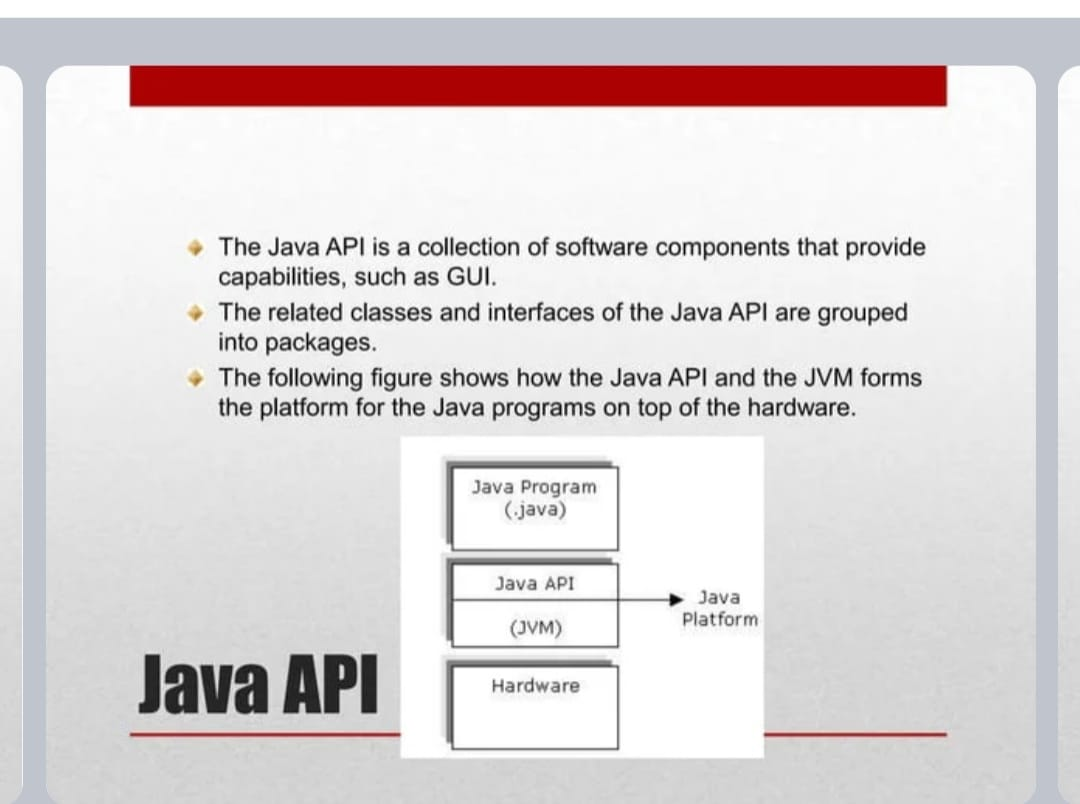 The Java API is a collection of software components that provide
capabilities, such as GUI.
The related classes and interfaces of the Java API are grouped
into packages.
The following figure shows how the Java API and the JVM forms
the platform for the Java programs on top of the hardware.
Java Program
(.java)
Java API
(JVM)
Java
Platform
Hardware
Java API